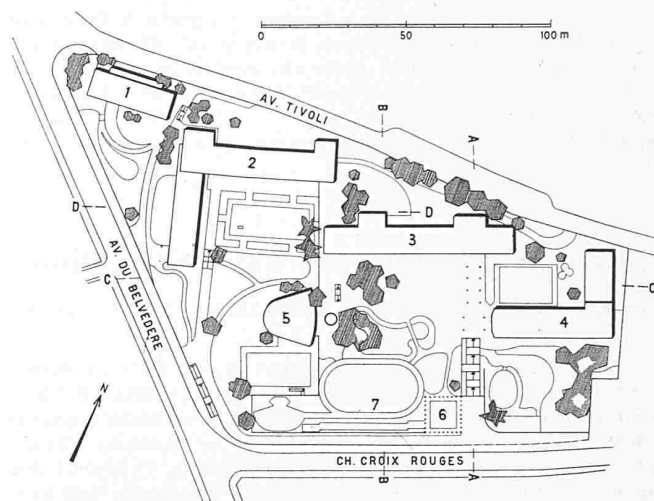 0 50 100 m
AV. TIVOLI
B
A
1
2
D
D
3
C
C
AV. DU BELVEDERE
5
4
7
6
N
CH. CROIX ROUGES
B
A